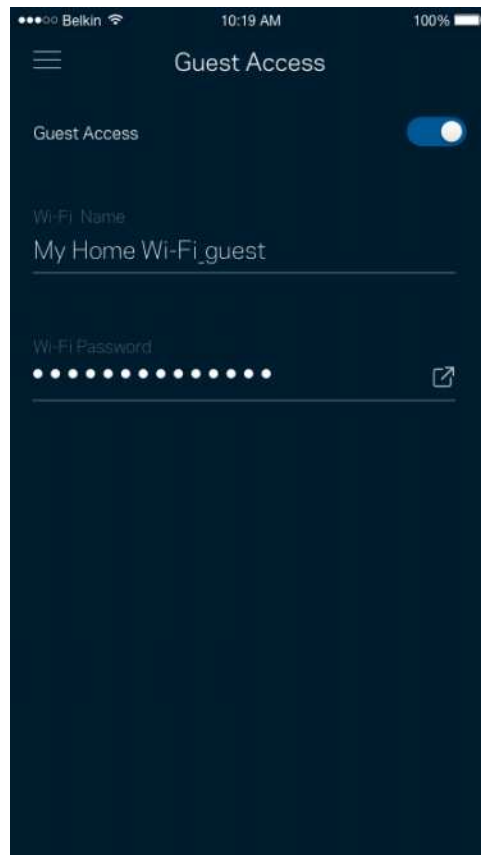 Belkin 10:19 AM 100%
Guest Access
Guest Access
Wi-Fi Name
My Home Wi-Fi_guest
Wi-Fi Password
●●●●●●●●●●●●●●